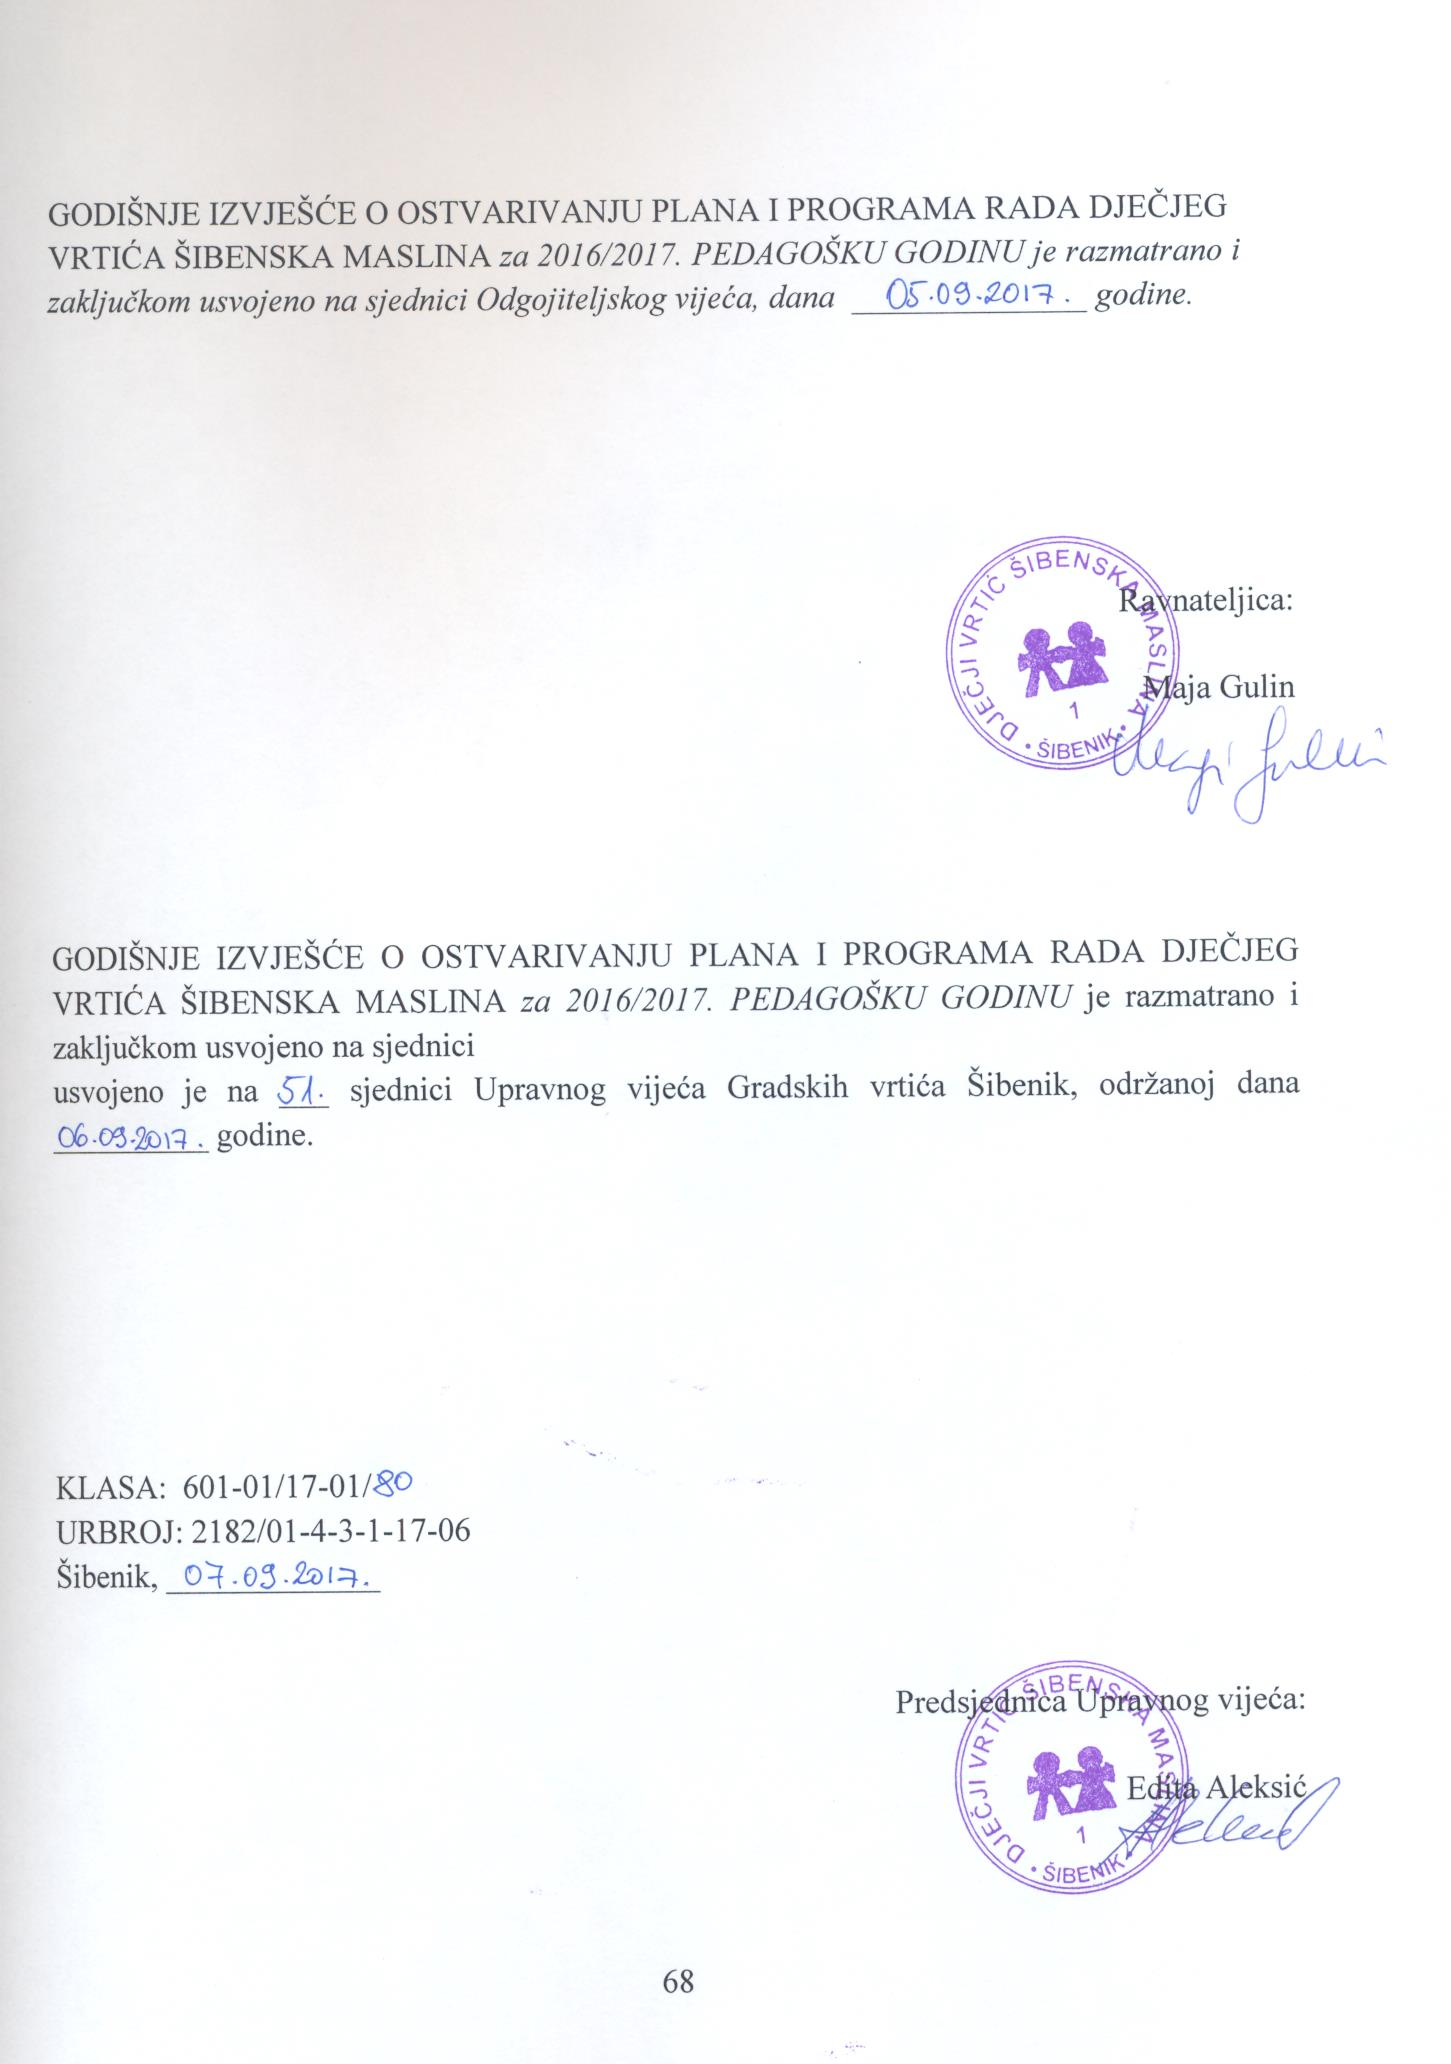 GODIŠNJE IZVJEŠĆE O OSTVARIVANJU PLANA I PROGRAMA RADA DJEČJEG
VRTIĆA ŠIBENSKA MASLINA za 2016/2017. PEDAGOŠKU GODINU je razmatrano i
zaključkom usvojeno na sjednici Odgojiteljskog vijeća, dana 05.09.2017. godine.
DJEČJI VRTIĆ ŠIBENSKA MASLINA
1
ŠIBENIK
Ravnateljica:
Maja Gulin
Maja Gulin
GODIŠNJE IZVJEŠĆE O OSTVARIVANJU PLANA I PROGRAMA RADA DJEČJEG
VRTIĆA ŠIBENSKA MASLINA za 2016/2017. PEDAGOŠKU GODINU je razmatrano i
zaključkom usvojeno na sjednici
usvojeno je na 51. sjednici Upravnog vijeća Gradskih vrtića Šibenik, održanoj dana
06.09.2017. godine.
KLASA: 601-01/17-01/80
URBROJ: 2182/01-4-3-1-17-06
Šibenik, 07.09.2017.
Predsjednica Upravnog vijeća:
DJEČJI VRTIĆ ŠIBENSKA MASLINA
1
ŠIBENIK
Edita Aleksić
68